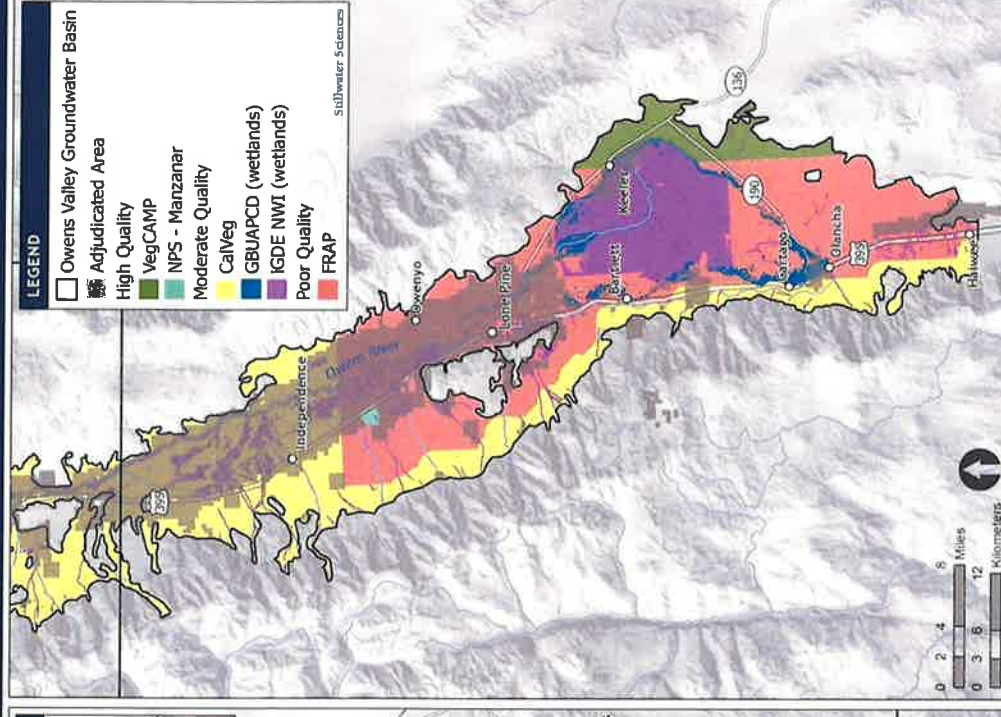 LEGEND
Owens Valley Groundwater Basin
Adjudicated Area
High Quality
VegCAMP
NPS - Manzanar
Moderate Quality
CalVeg
GBUAPCD (wetlands)
IGDE NWI (wetlands)
Poor Quality
FRAP
Stillwater Sciences
395
Independence
Owens River
Owenyo
Lone Pine
Keeler
136
Bartlett
190
Cartago
Olancha
395
Haiwee
0 2 4 8
Miles
0 3 6 12
Kilometers